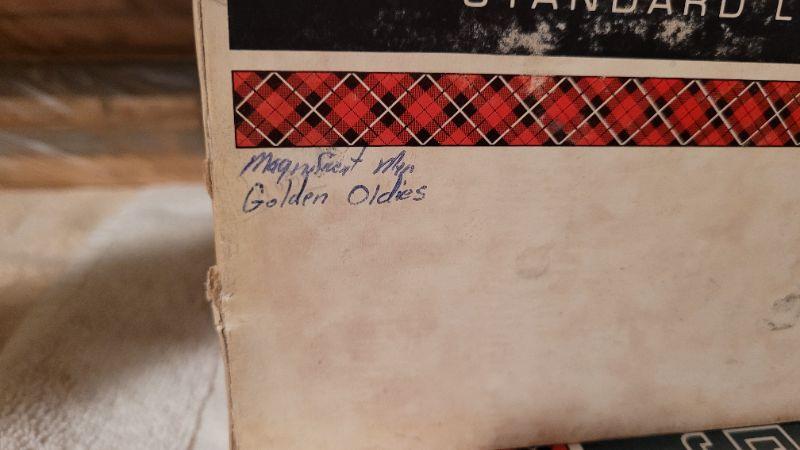 STANDARD L
Magnificent Men
Golden Oldies